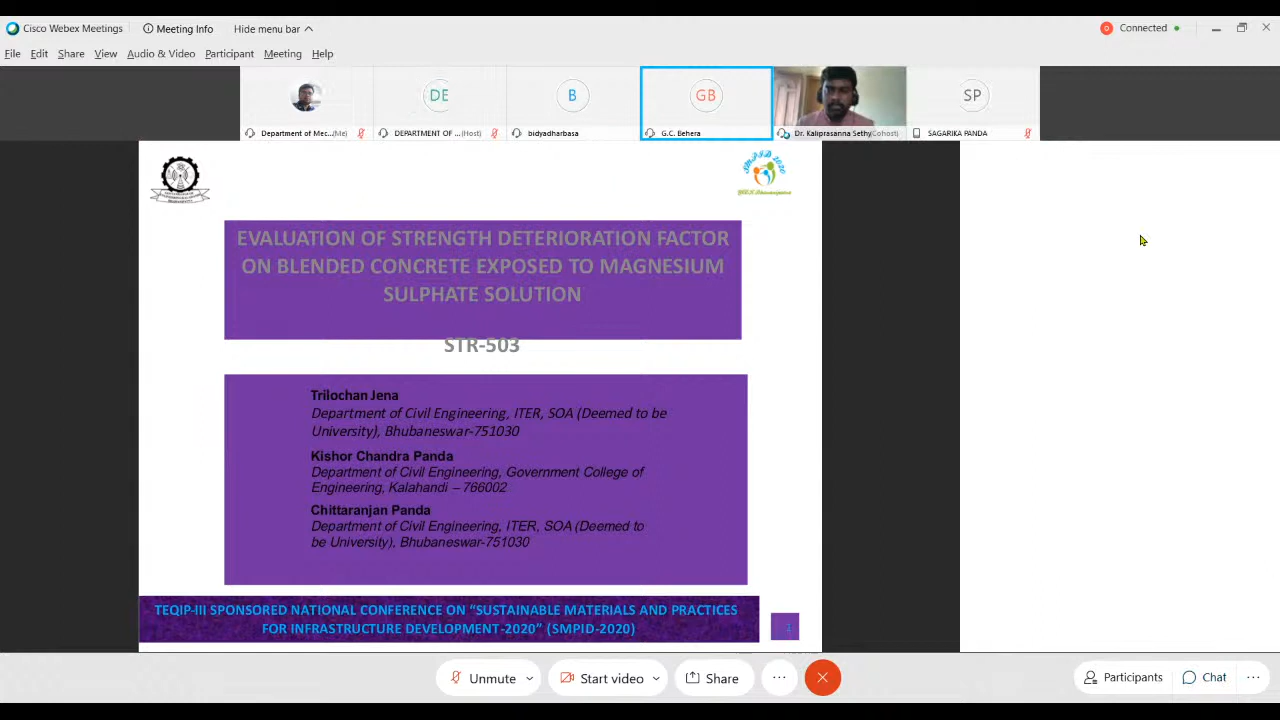 Cisco Webex Meetings
Meeting Info
Hide menu bar
Connected
File Edit Share View Audio & Video Participant Meeting Help
DE B GB SP
Department of Mec...(Me)
DEPARTMENT OF ...(Host)
bidyadharbasa
G.C. Behera
Dr. Kaliprasanna Sethy(Cohost)
SAGARIKA PANDA
SMPID 2020
EVALUATION OF STRENGTH DETERIORATION FACTOR
ON BLENDED CONCRETE EXPOSED TO MAGNESIUM
SULPHATE SOLUTION
STR-503
Trilochan Jena
Department of Civil Engineering, ITER, SOA (Deemed to be
University), Bhubaneswar-751030
Kishor Chandra Panda
Department of Civil Engineering, Government College of
Engineering, Kalahandi – 766002
Chittaranjan Panda
Department of Civil Engineering, ITER, SOA (Deemed to
be University), Bhubaneswar-751030
TEQIP-III SPONSORED NATIONAL CONFERENCE ON “SUSTAINABLE MATERIALS AND PRACTICES
FOR INFRASTRUCTURE DEVELOPMENT-2020” (SMPID-2020)
Unmute
Start video
Share
Participants
Chat